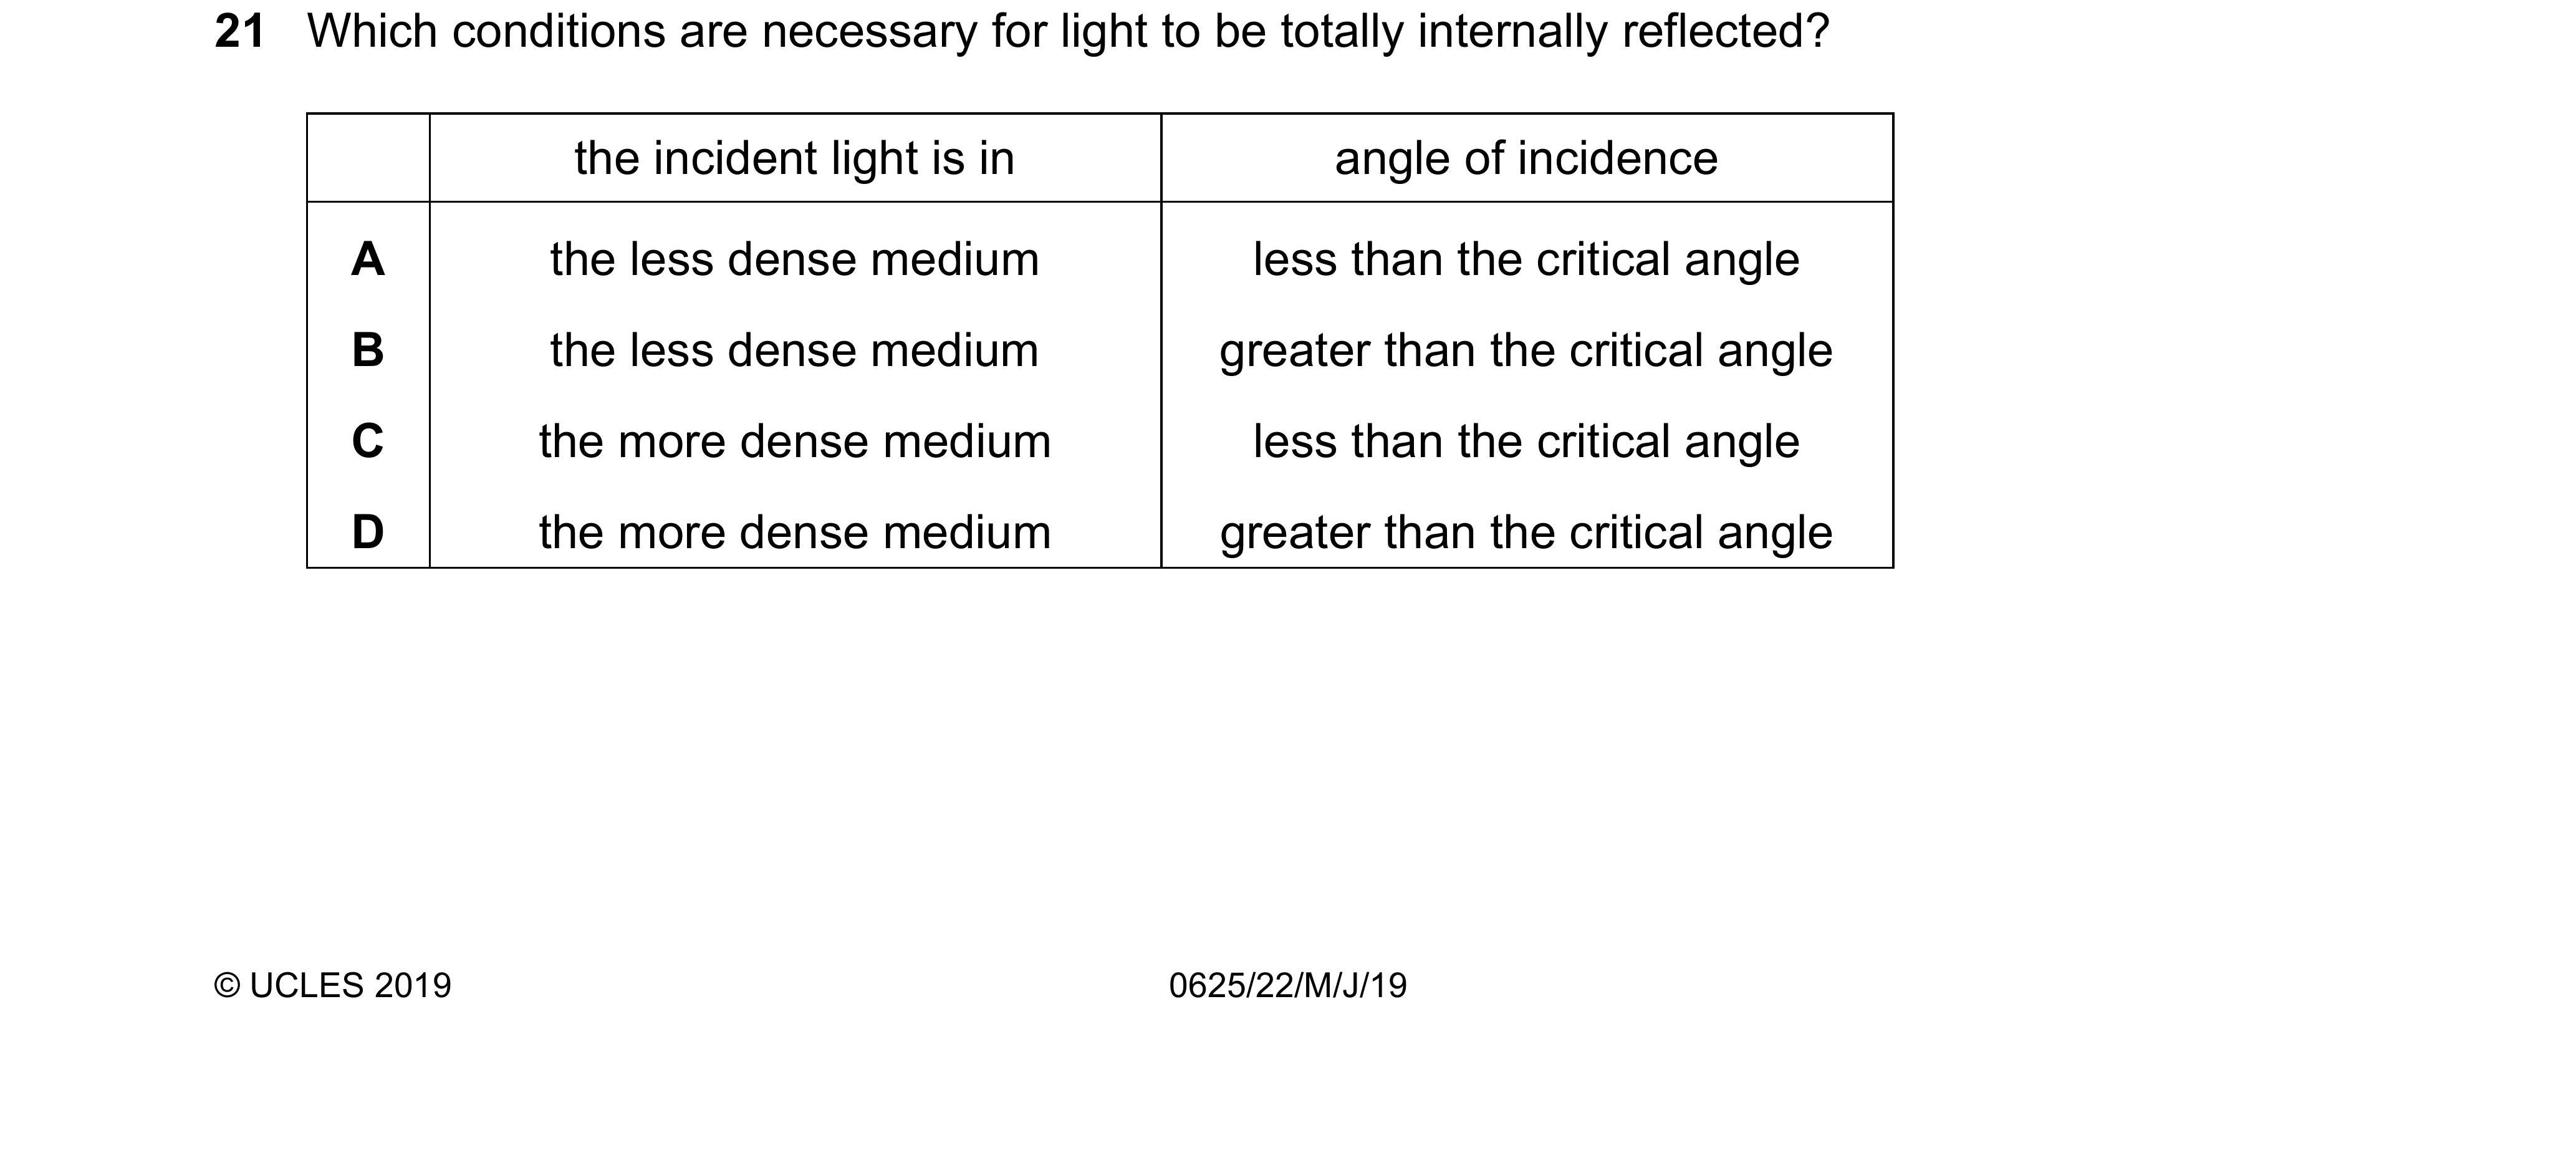 21 Which conditions are necessary for light to be totally internally reflected?
the incident light is in angle of incidence
A the less dense medium less than the critical angle
B the less dense medium greater than the critical angle
C the more dense medium less than the critical angle
D the more dense medium greater than the critical angle
© UCLES 2019 0625/22/M/J/19